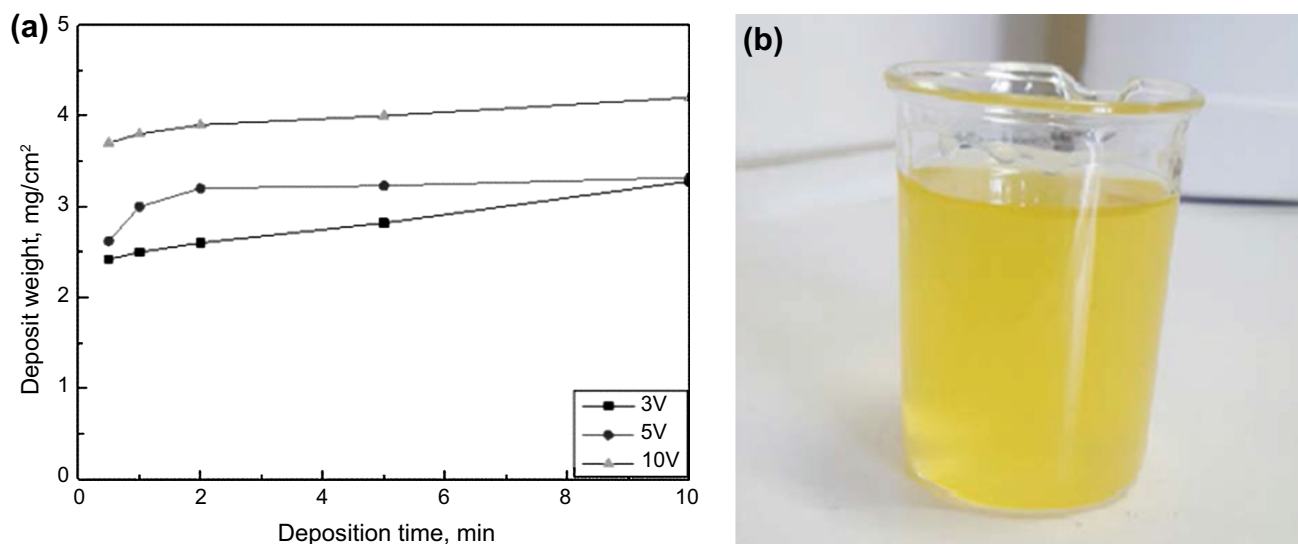 (a)
5
4
3
2
1
0
Deposit weight, mg/cm²
0 2 4 6 8 10
Deposition time, min
3V
5V
10V
(b)